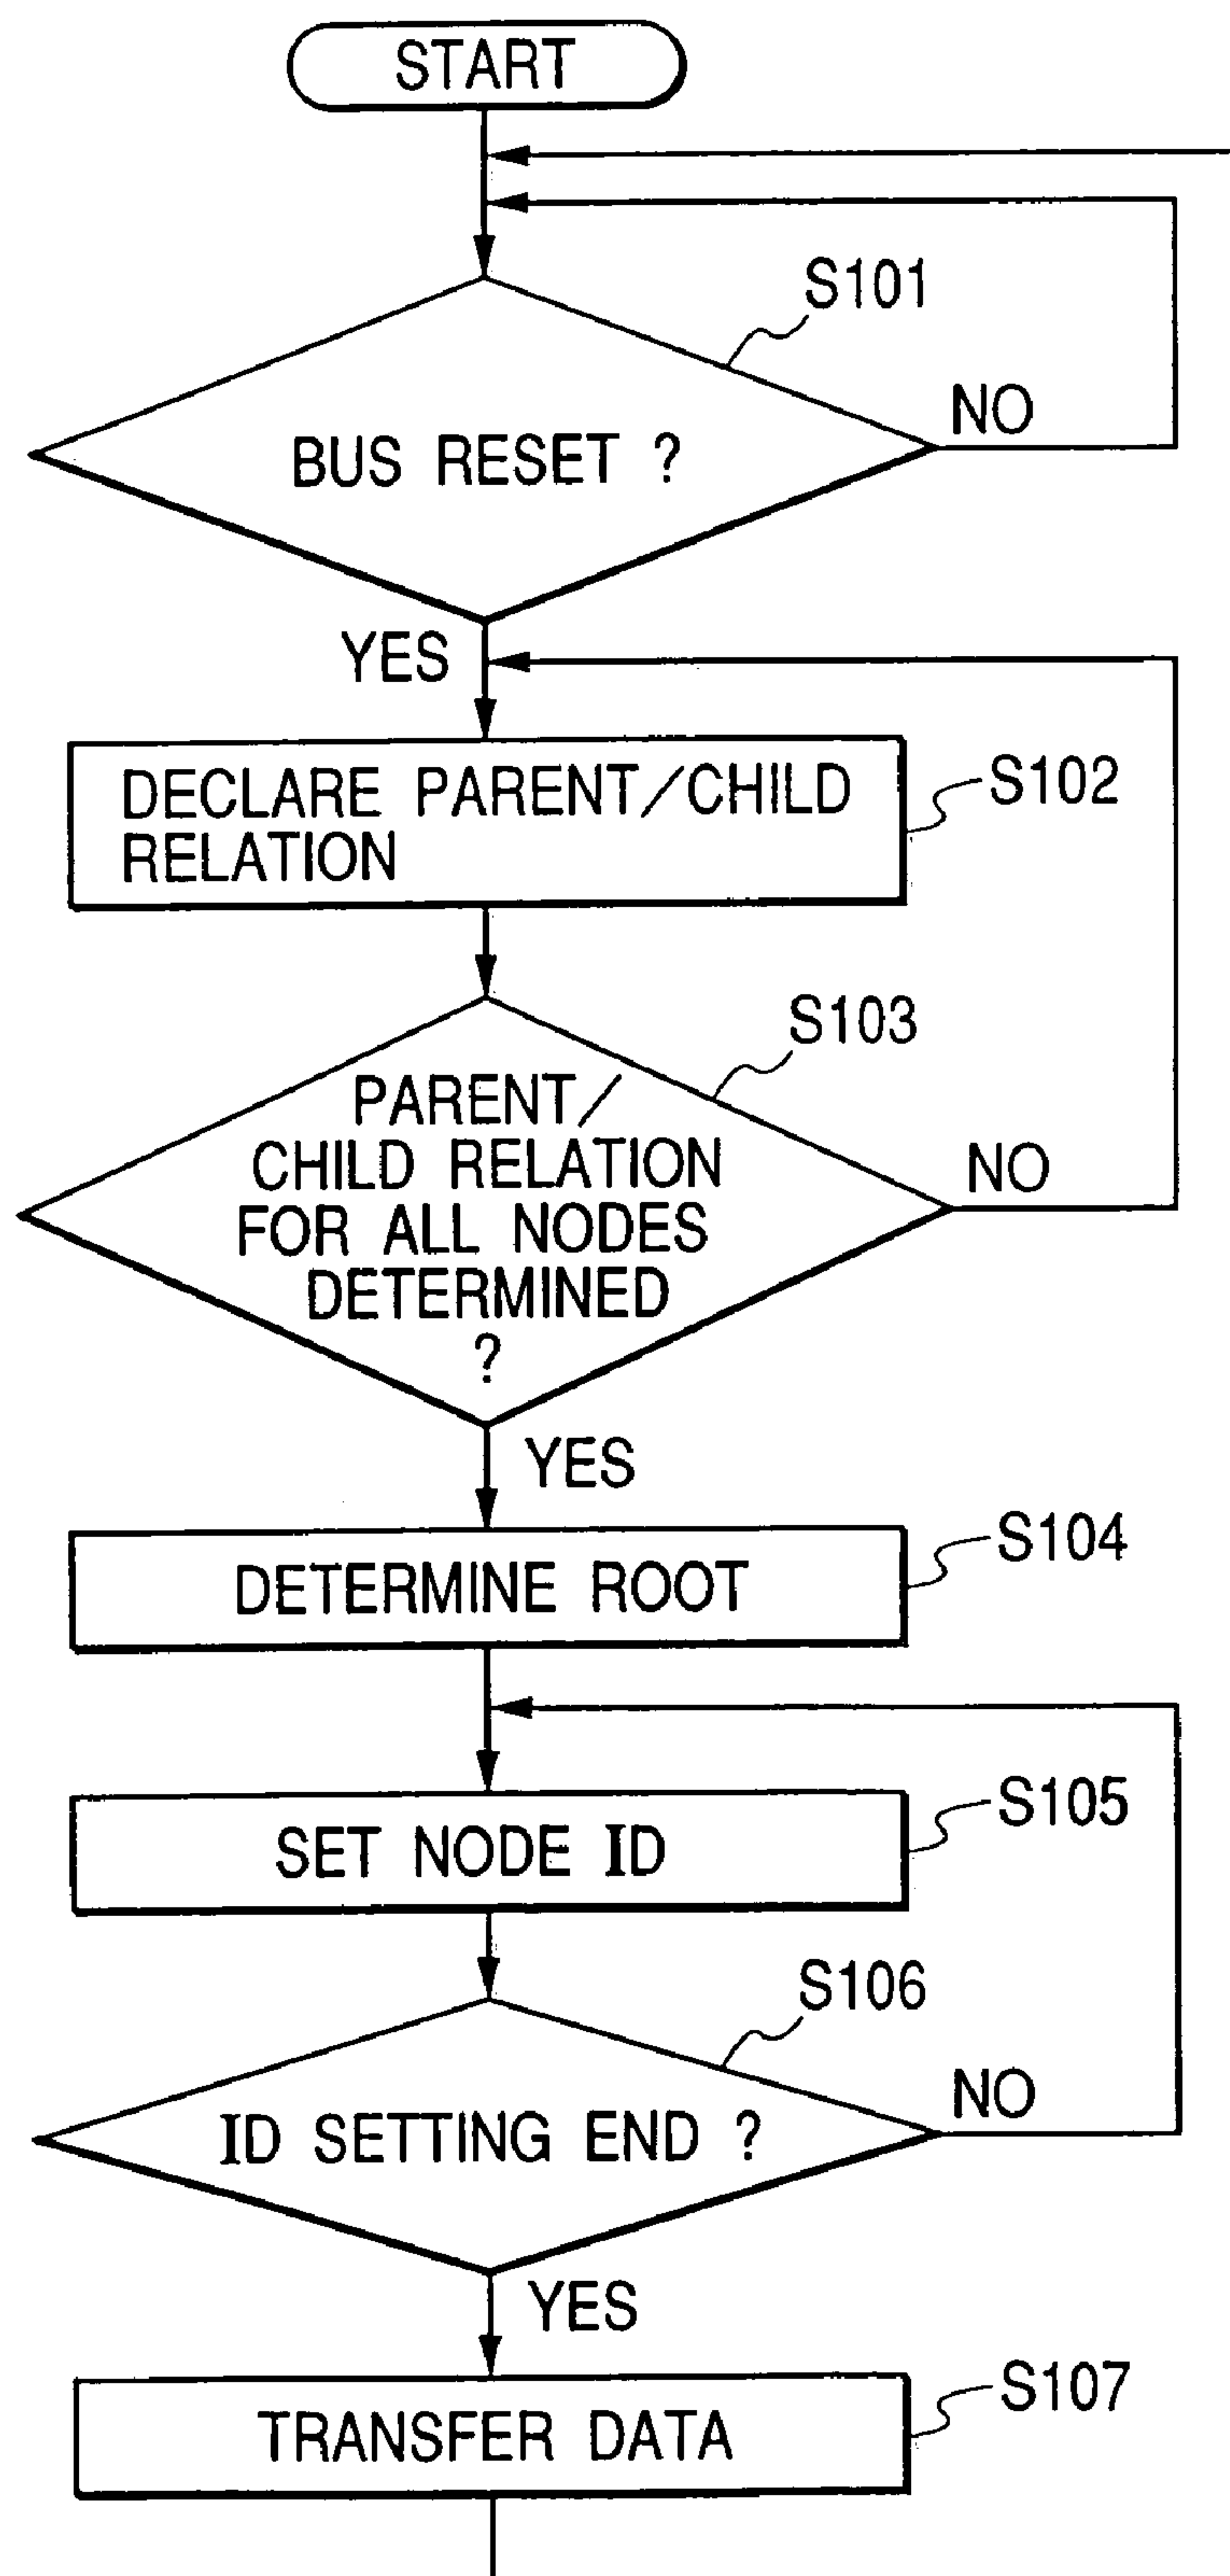 START
S101
BUS RESET ?
NO
YES
DECLARE PARENT/CHILD
RELATION
S102
S103
PARENT/
CHILD RELATION
FOR ALL NODES
DETERMINED
?
NO
YES
DETERMINE ROOT
S104
SET NODE ID
S105
S106
ID SETTING END ?
NO
YES
TRANSFER DATA
S107